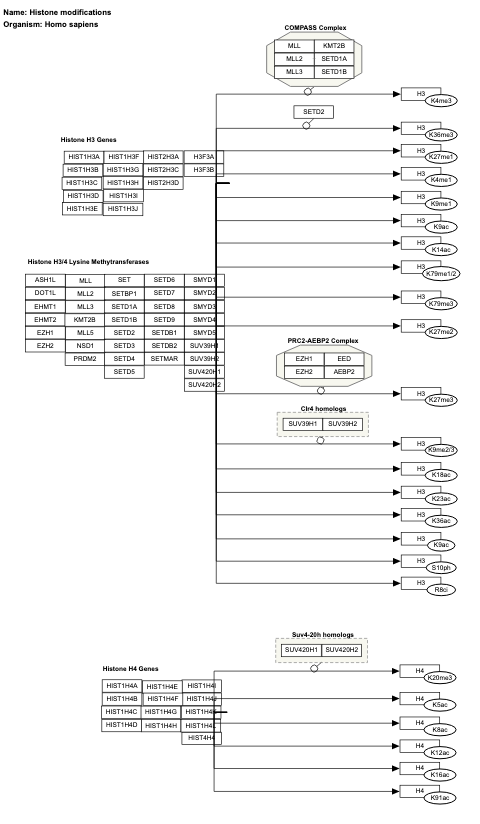 Name: Histone modifications
Organism: Homo sapiens
COMPASS Complex
MLL KMT2B
MLL2 SETD1A
MLL3 SETD1B
H3 K4me3
SETD2
H3 K36me3
Histone H3 Genes
HIST1H3A HIST1H3F HIST2H3A H3F3A
HIST1H3B HIST1H3G HIST2H3C H3F3B
HIST1H3C HIST1H3H HIST2H3D
HIST1H3D HIST1H3I
HIST1H3E HIST1H3J
H3 K27me1
H3 K4me1
H3 K9me1
H3 K9ac
H3 K14ac
H3 K79me1/2
H3 K79me3
H3 K27me2
Histone H3/4 Lysine Methytransferases
ASH1L MLL SET SETD6 SMYD1
DOT1L MLL2 SETBP1 SETD7 SMYD2
EHMT1 MLL3 SETD1A SETD8 SMYD3
EHMT2 KMT2B SETD1B SETD9 SMYD4
EZH1 MLL5 SETD2 SETDB1 SMYD5
EZH2 NSD1 SETD3 SETDB2 SUV39H1
PRDM2 SETD4 SETMAR SUV39H2
SETD5 SUV420H1
SUV420H2
PRC2-AEBP2 Complex
EZH1 EED
EZH2 AEBP2
H3 K27me3
Clr4 homologs
SUV39H1 SUV39H2
H3 K9me2/3
H3 K18ac
H3 K23ac
H3 K36ac
H3 K9ac
H3 S10ph
H3 R8ci
Suv4-20h homologs
SUV420H1 SUV420H2
H4 K20me3
Histone H4 Genes
HIST1H4A HIST1H4E HIST1H4I
HIST1H4B HIST1H4F HIST1H4J
HIST1H4C HIST1H4G HIST1H4K
HIST1H4D HIST1H4H HIST1H4L
HIST4H4
H4 K5ac
H4 K8ac
H4 K12ac
H4 K16ac
H4 K91ac